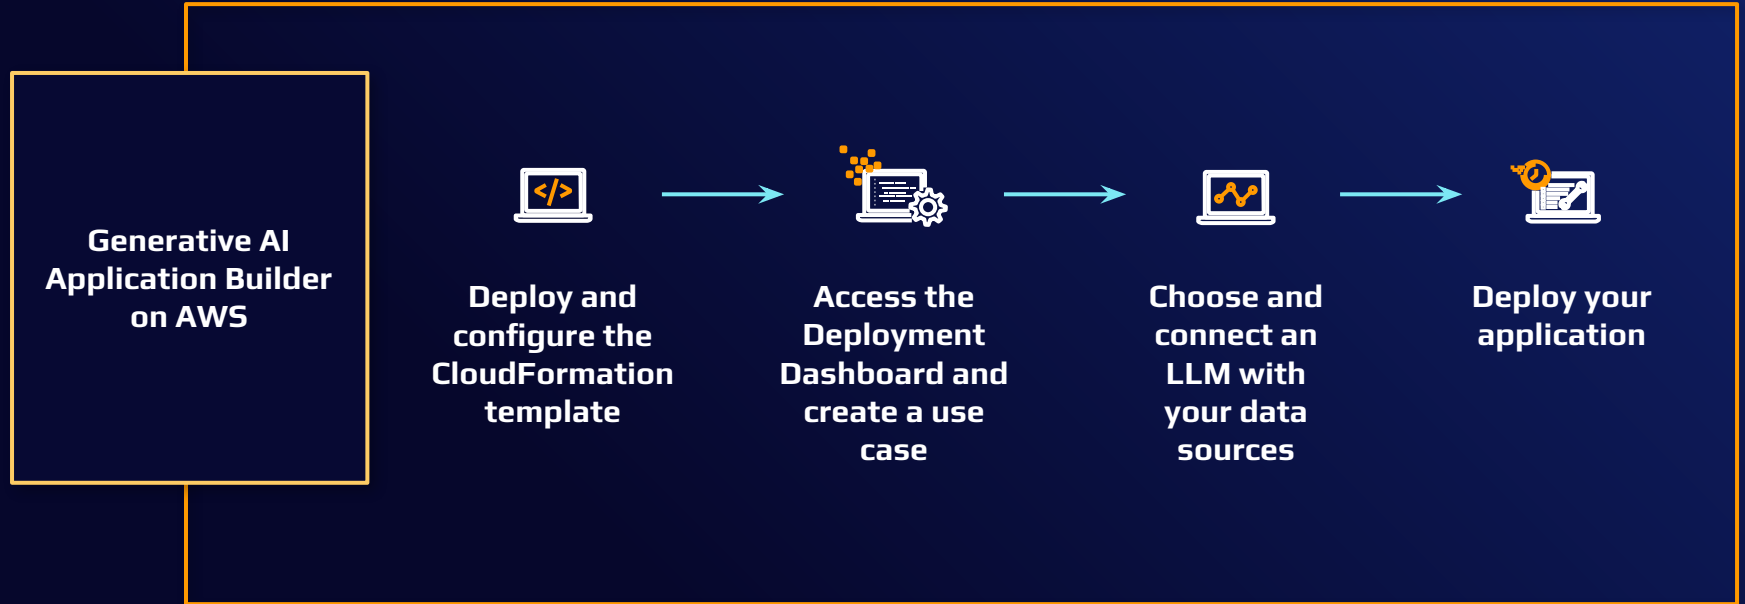 Generative AI
Application Builder
on AWS
</>
Deploy and
configure the
CloudFormation
template
Access the
Deployment
Dashboard and
create a use
case
Choose and
connect an
LLM with
your data
sources
Deploy your
application